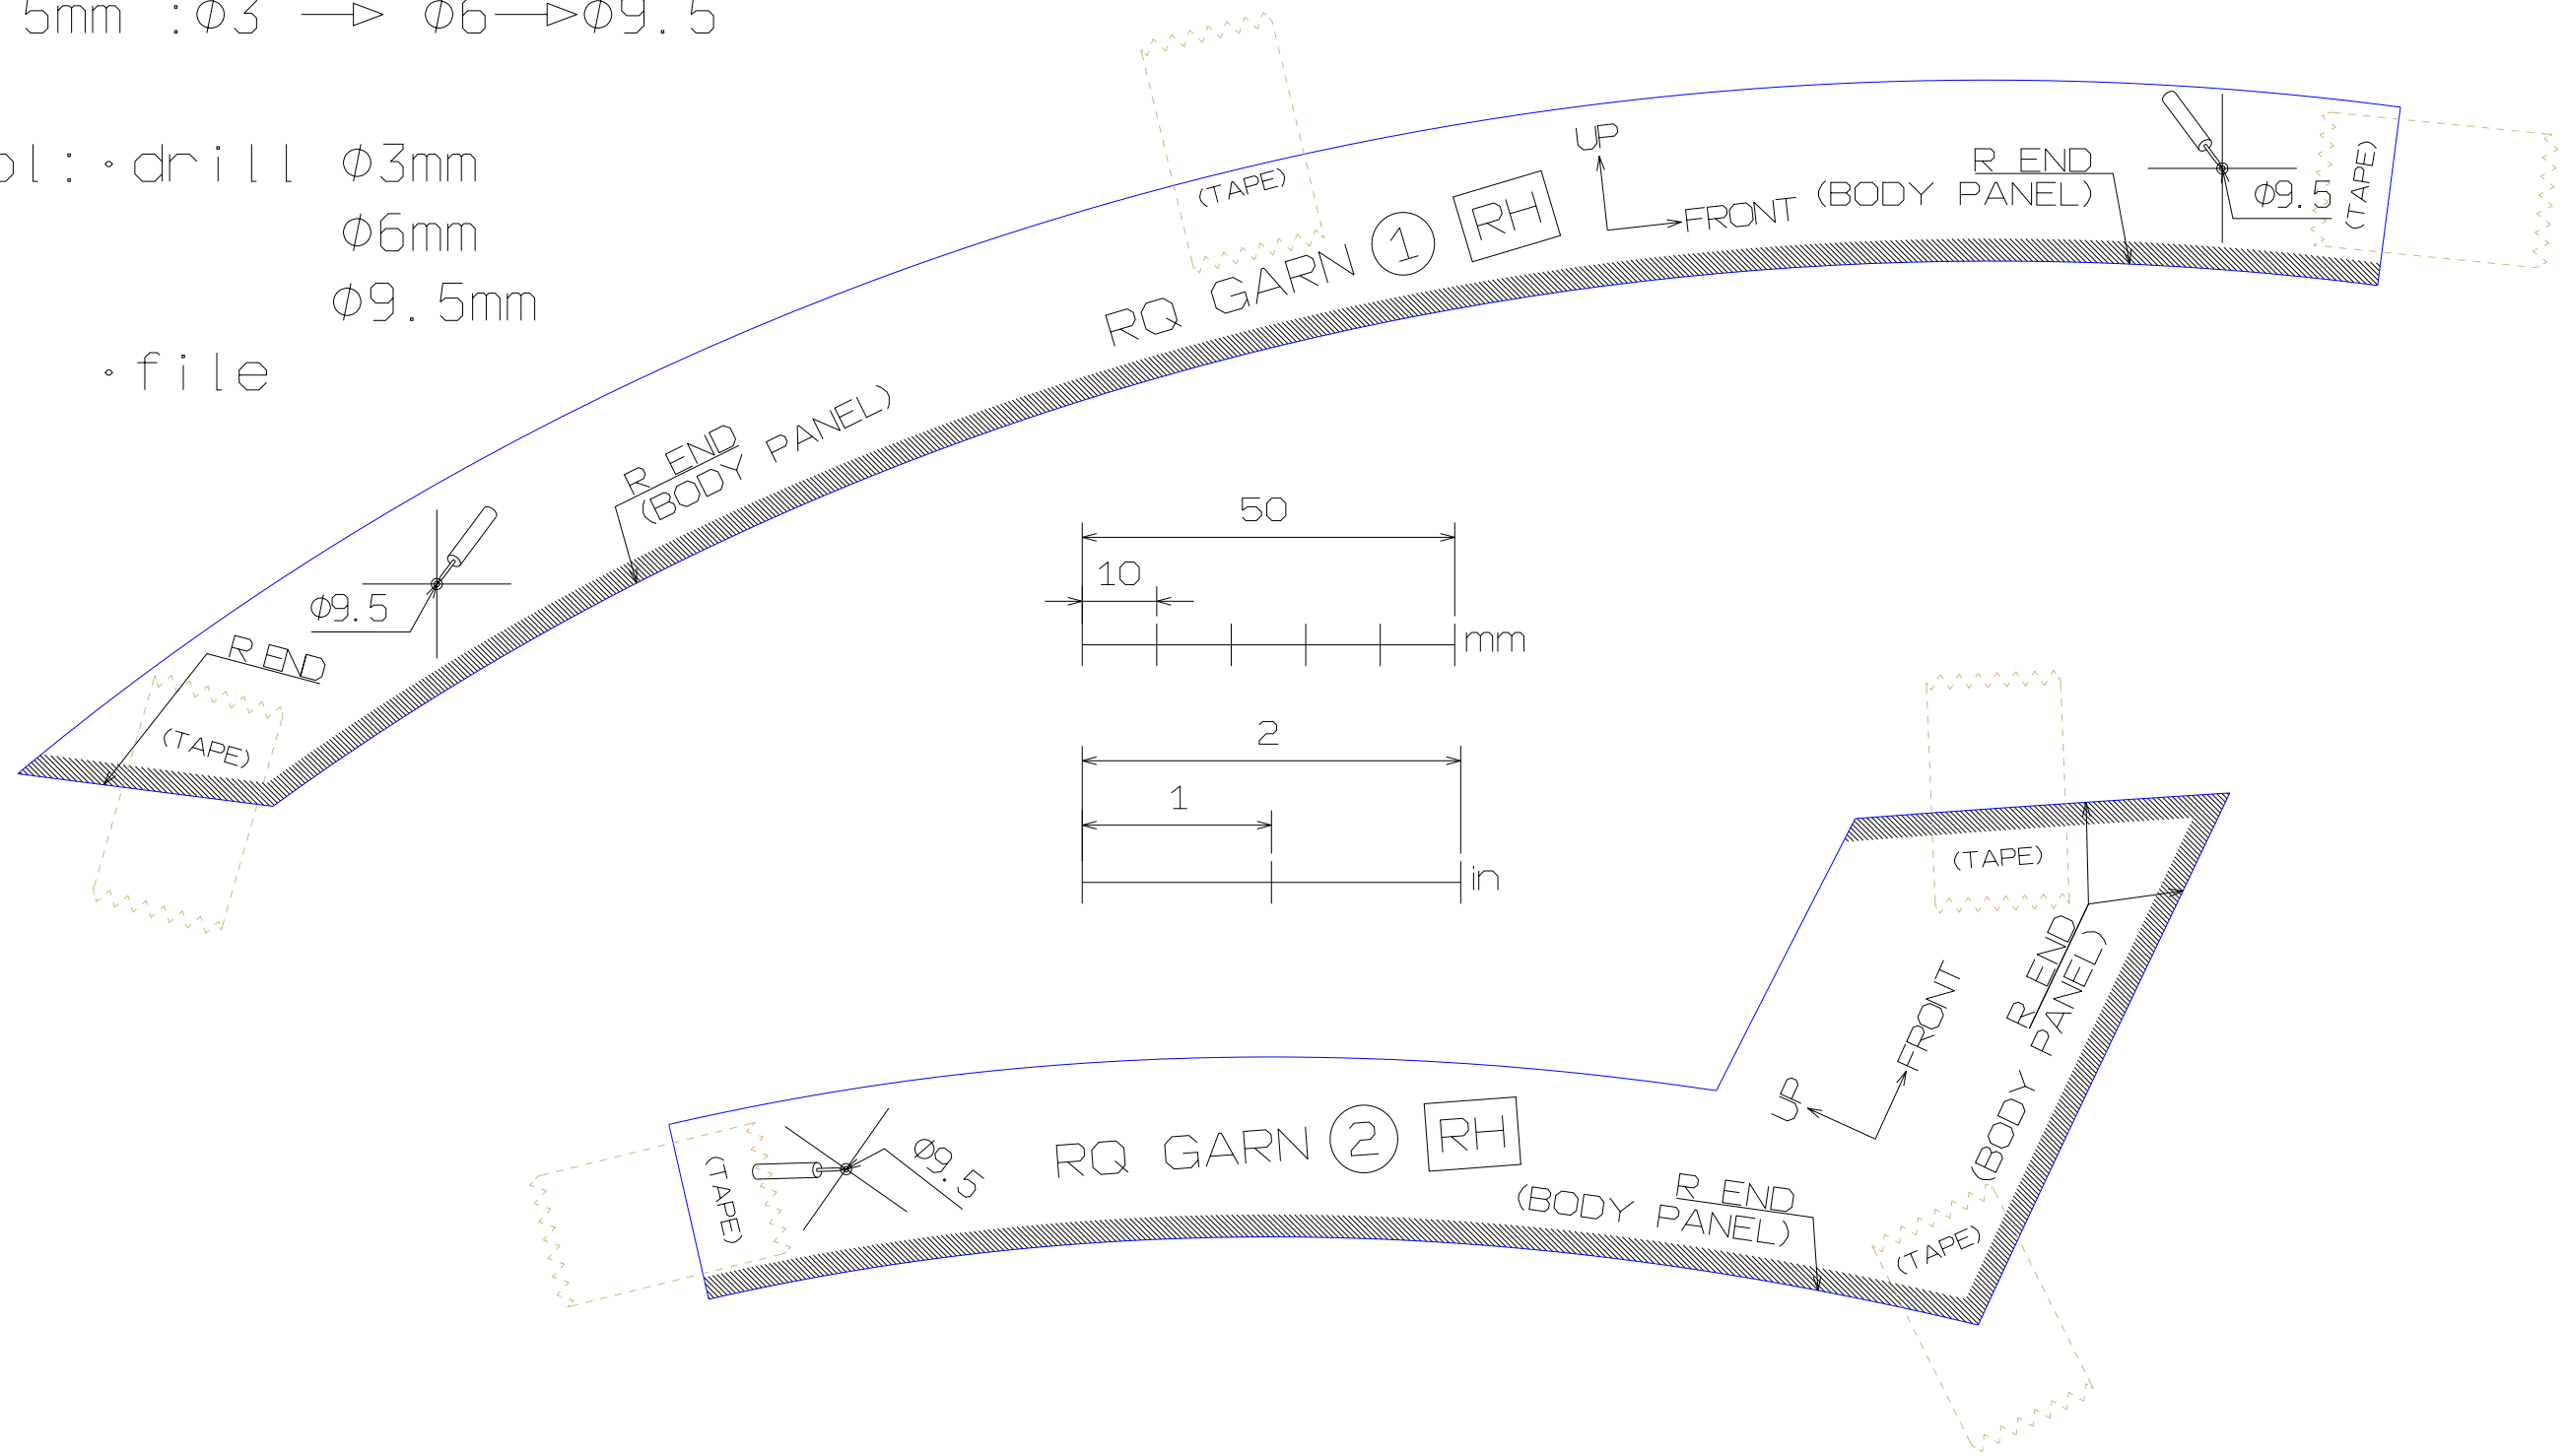 5mm :φ3 → φ6→φ9.5
ol:・drill φ3mm
φ6mm
φ9.5mm
・file
(TAPE)
UP
FRONT
(BODY PANEL)
R END
φ9.5
(TAPE)
RQ GARN ① RH
R END
(BODY PANEL)
φ9.5
R END
(TAPE)
50
10
mm
2
1
in
(TAPE)
R END
(BODY PANEL)
FRONT
UP
(TAPE)
φ9.5
RQ GARN ② RH
R END
(BODY PANEL)
(TAPE)